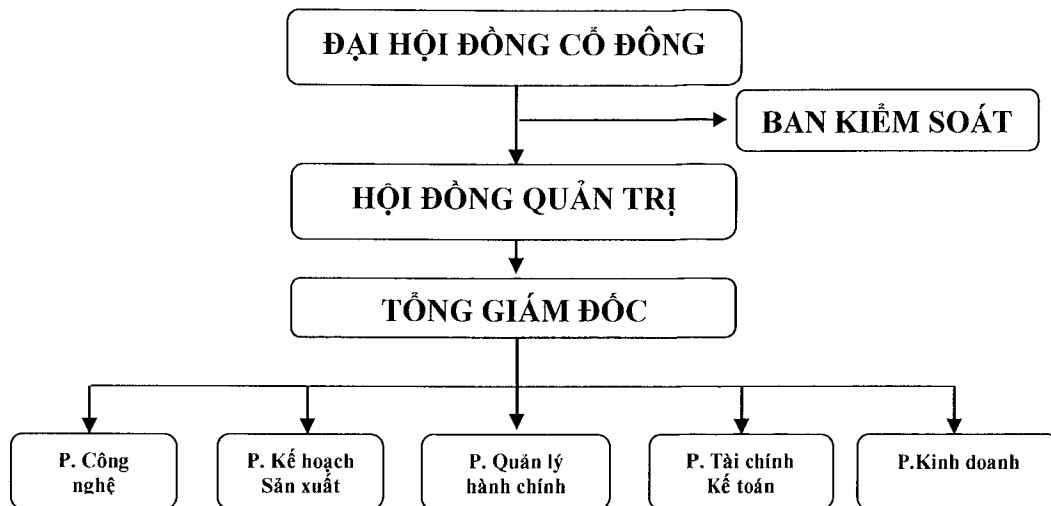 ĐẠI HỘI ĐỒNG CỔ ĐÔNG
BAN KIỂM SOÁT
HỘI ĐỒNG QUẢN TRỊ
TỔNG GIÁM ĐỐC
P. Công
nghệ
P. Kế hoạch
Sản xuất
P. Quản lý
hành chính
P. Tài chính
Kế toán
P.Kinh doanh